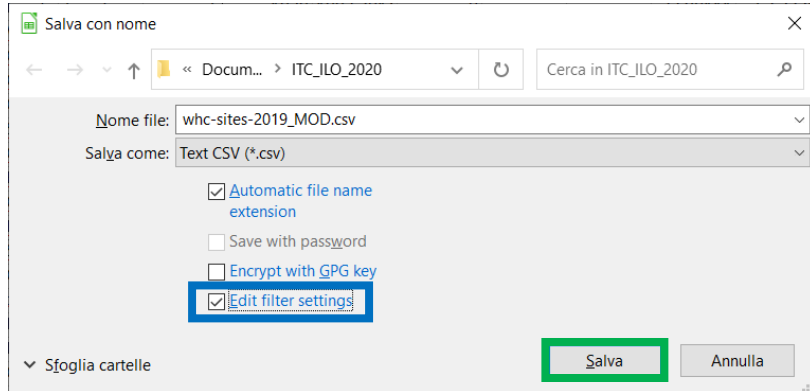 Salva con nome
« Docum... > ITC_ILO_2020
Cerca in ITC_ILO_2020
Nome file: whc-sites-2019_MOD.csv
Salva come: Text CSV (*.csv)
Automatic file name
extension
Save with password
Encrypt with GPG key
Edit filter settings
Sfoglia cartelle
Salva
Annulla